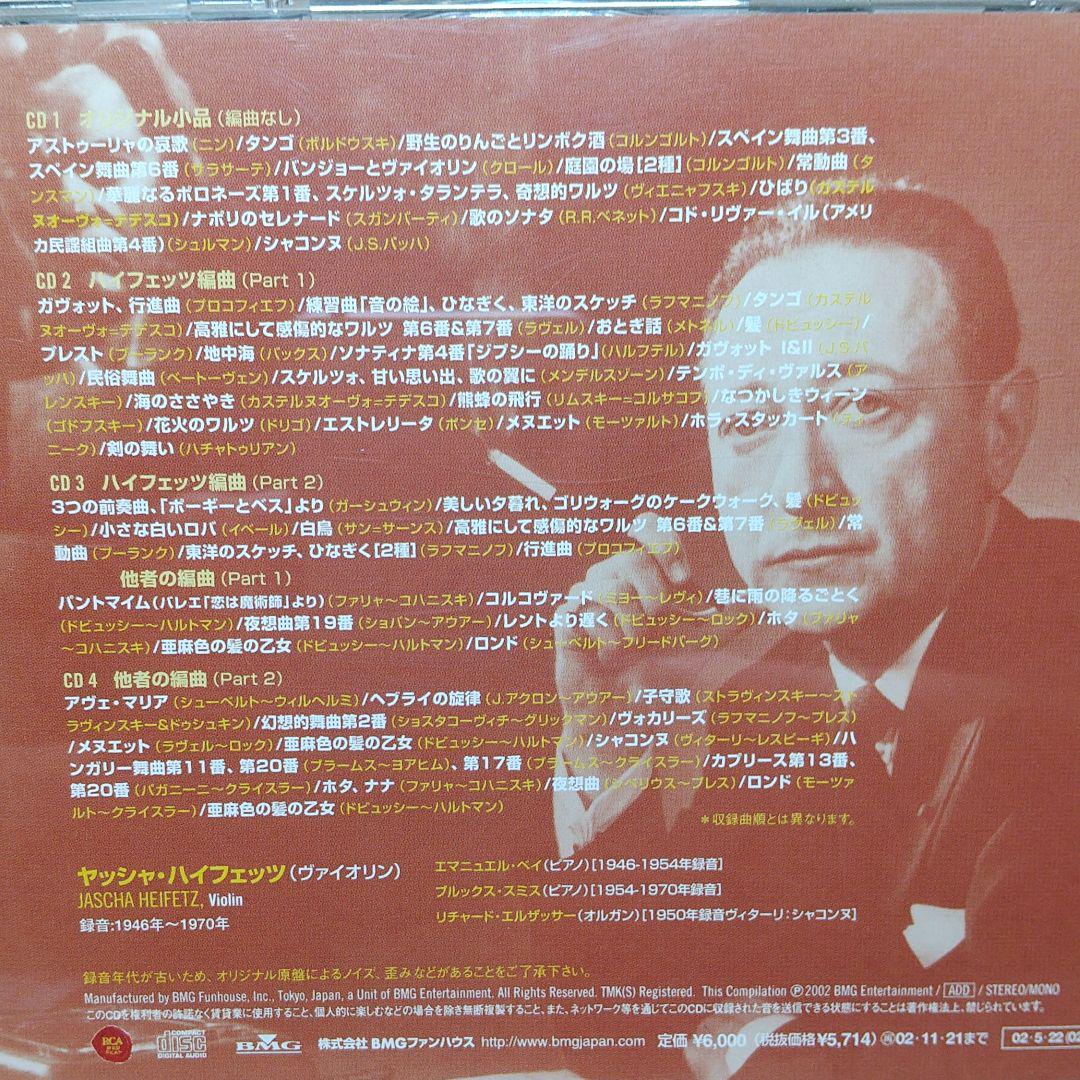 CD 1 オリジナル小品(編曲なし)
アストゥーリャの哀歌(ニン)/タンゴ(ポルドウスキ)/野生のりんごとリンボク酒(コルンゴルト)/スペイン舞曲第3番、
スペイン舞曲第6番(サラサーテ)/バンジョーとヴァイオリン(クロール)/庭園の場[2種](コルンゴルト)/常動曲(タ
ンスマン)/華麗なるポロネーズ第1番、スケルツォ・タランテラ、奇想的ワルツ(ヴィエニャフスキ)/ひばり(カステル
ヌオーヴォ=テデスコ)/ナポリのセレナード(スガンバーティ)/歌のソナタ(R.R.ベネット)/コド・リヴァー・イル(アメリ
カ民謡組曲第4番)(シュルマン)/シャコンヌ(J.S.バッハ)
CD 2 ハイフェッツ編曲(Part 1)
ガヴォット、行進曲(プロコフィエフ)/練習曲「音の絵」、ひなぎく、東洋のスケッチ(ラフマニノフ)/タンゴ(カステル
ヌオーヴォ=テデスコ)/高雅にして感傷的なワルツ 第6番&第7番(ラヴェル)/おとぎ話(メトネル)/髪(ドビュッシー)/
プレスト(プーランク)/地中海(バックス)/ソナティナ第4番「ジプシーの踊り」(ハルフテル)/ガヴォット I&II(J.S.バ
ッハ)/民俗舞曲(ベートーヴェン)/スケルツォ、甘い思い出、歌の翼に(メンデルスゾーン)/テンポ・ディ・ヴァルス(ア
レンスキー)/海のささやき(カステルヌオーヴォ=テデスコ)/熊蜂の飛行(リムスキー=コルサコフ)/なつかしきウィーン
(ゴドフスキー)/花火のワルツ(ドリゴ)/エストレリータ(ポンセ)/メヌエット(モーツァルト)/ホラ・スタッカート(ディ
ニーク)/剣の舞い(ハチャトゥリアン)
CD 3 ハイフェッツ編曲(Part 2)
3つの前奏曲、「ポーギーとベス」より(ガーシュウィン)/美しい夕暮れ、ゴリウォーグのケークウォーク、髪(ドビュッ
シー)/小さな白いロバ(イベール)/白鳥(サン=サーンス)/高雅にして感傷的なワルツ 第6番&第7番(ラヴェル)/常
動曲(プーランク)/東洋のスケッチ、ひなぎく[2種](ラフマニノフ)/行進曲(プロコフィエフ)
他者の編曲(Part 1)
パントマイム(バレエ「恋は魔術師」より)(ファリャ〜コハニスキ)/コルコヴァード(ミヨー〜レヴィ)/巷に雨の降るごとく
(ドビュッシー〜ハルトマン)/夜想曲第19番(ショパン〜アウアー)/レントより遅く(ドビュッシー〜ロック)/ホタ(ファリャ
〜コハニスキ)/亜麻色の髪の乙女(ドビュッシー〜ハルトマン)/ロンド(シューベルト〜フリードバーグ)
CD 4 他者の編曲(Part 2)
アヴェ・マリア(シューベルト〜ウィルヘルミ)/ヘブライの旋律(J.アクロン〜アウアー)/子守歌(ストラヴィンスキー〜スト
ラヴィンスキー&ドゥシュキン)/幻想的舞曲第2番(ショスタコーヴィチ〜グリックマン)/ヴォカリーズ(ラフマニノフ〜プレス)
/メヌエット(ラヴェル〜ロック)/亜麻色の髪の乙女(ドビュッシー〜ハルトマン)/シャコンヌ(ヴィターリ〜レスピーギ)/ハ
ンガリー舞曲第11番、第20番(ブラームス〜ヨアヒム)、第17番(ブラームス〜クライスラー)/カプリース第13番、
第20番(パガニーニ〜クライスラー)/ホタ、ナナ(ファリャ〜コハニスキ)/夜想曲(シベリウス〜プレス)/ロンド(モーツァ
ルト〜クライスラー)/亜麻色の髪の乙女(ドビュッシー〜ハルトマン)
*収録曲順とは異なります。
ヤッシャ・ハイフェッツ(ヴァイオリン)
JASCHA HEIFETZ, Violin
録音:1946年〜1970年
エマニュエル・ベイ(ピアノ)[1946-1954年録音]
ブルックス・スミス(ピアノ)[1954-1970年録音]
リチャード・エルザッサー(オルガン)[1950年録音ヴィターリ:シャコンヌ]
録音年代が古いため、オリジナル原盤によるノイズ、歪みなどがあることをご了承下さい。
Manufactured by BMG Funhouse, Inc., Tokyo, Japan, a Unit of BMG Entertainment. All Rights Reserved. TMK(S) Registered. This Compilation ℗ 2002 BMG Entertainment / ADD / STEREO/MONO
このCDを権利者の許諾なく賃貸業に使用すること、個人的に楽しむなどの場合を除き無断複製すること、また、ネットワーク等を通じてこのCDに収録された音を送信できる状態にすることは著作権法上、禁じられています。
RCA RED SEAL
COMPACT disc DIGITAL AUDIO
BMG
株式会社 BMGファンハウス http://www.bmgjapan.com 定価 ¥6,000(税抜価格¥5,714) 再02・11・21まで 02・5・22(02